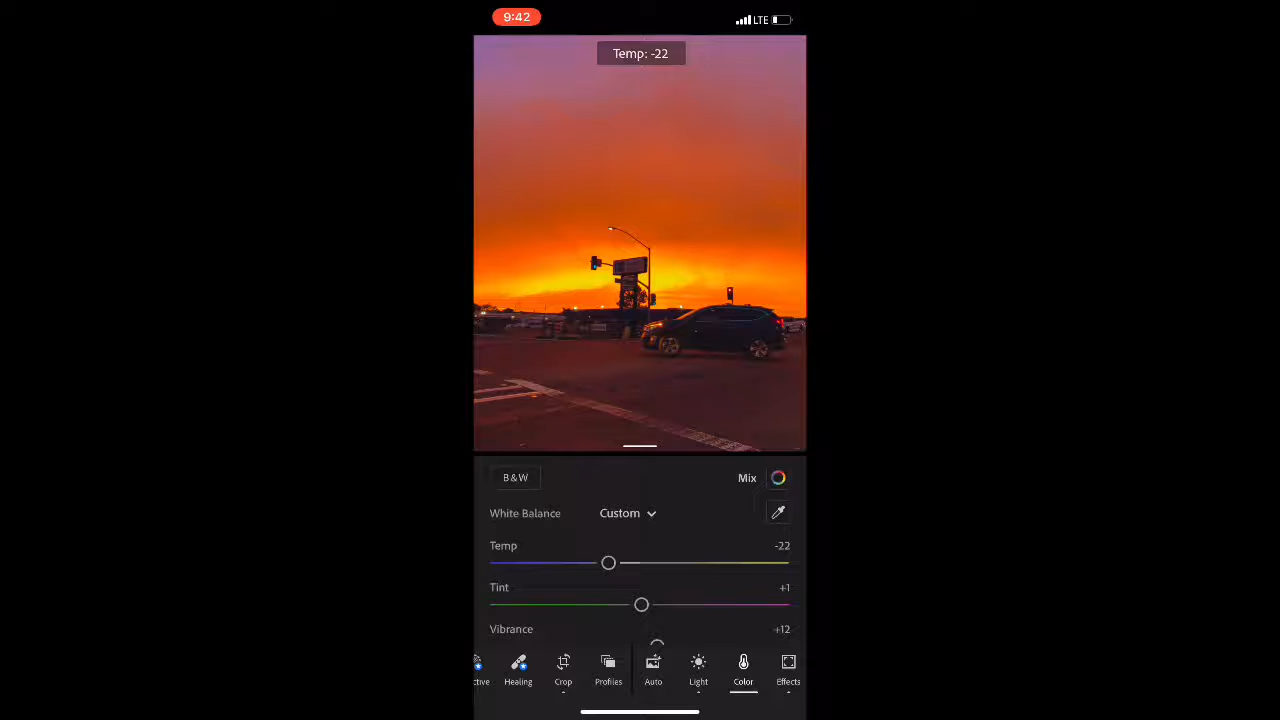 9:42
LTE
Temp: -22
B & W
Mix
White Balance
Custom
Temp
-22
Tint
+1
Vibrance
+12
ctive
Healing
Crop
Profiles
Auto
Light
Color
Effects